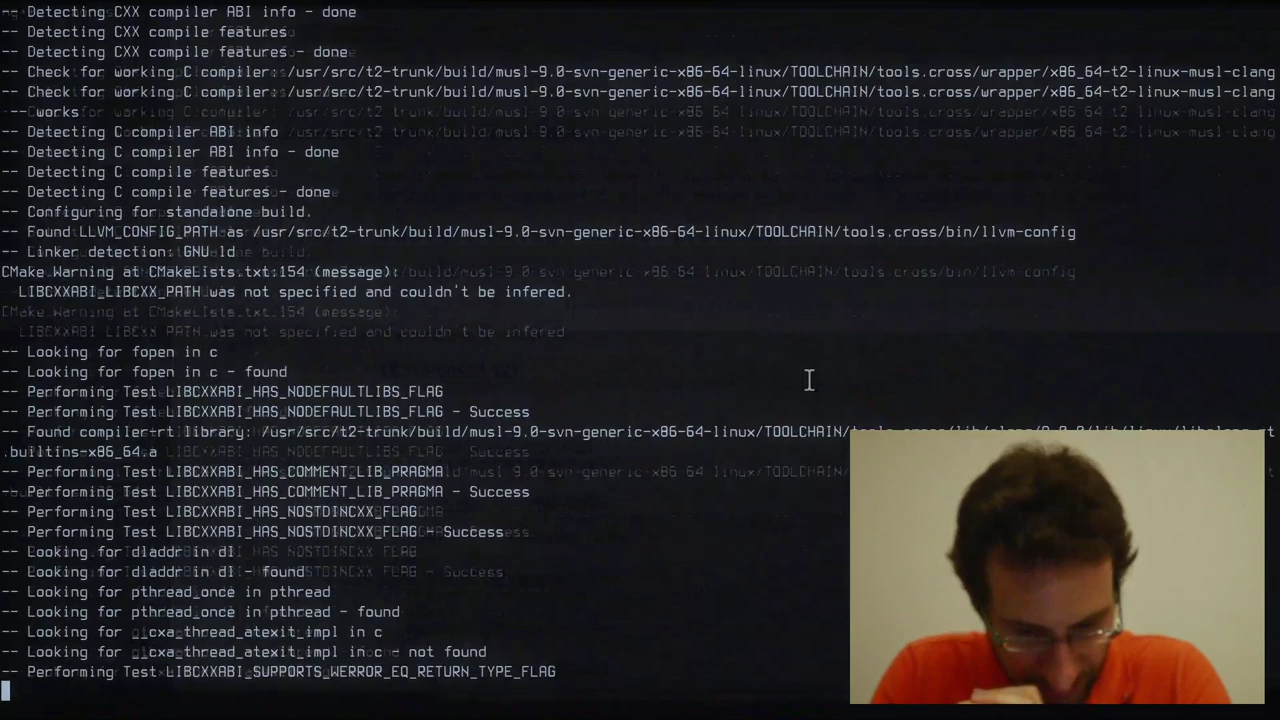 -- Detecting CXX compiler ABI info - done
-- Detecting CXX compile features
-- Detecting CXX compile features - done
-- Check for working C compiler: /usr/src/t2-trunk/build/musl-9.0-svn-generic-x86-64-linux/TOOLCHAIN/tools.cross/wrapper/x86_64-t2-linux-musl-clang
-- Check for working C compiler: /usr/src/t2-trunk/build/musl-9.0-svn-generic-x86-64-linux/TOOLCHAIN/tools.cross/wrapper/x86_64-t2-linux-musl-clang
-- works
-- Detecting C compiler ABI info
-- Detecting C compiler ABI info - done
-- Detecting C compile features
-- Detecting C compile features - done
-- Configuring for standalone build.
-- Found LLVM_CONFIG_PATH as /usr/src/t2-trunk/build/musl-9.0-svn-generic-x86-64-linux/TOOLCHAIN/tools.cross/bin/llvm-config
-- Linker detection: GNU ld
CMake Warning at CMakeLists.txt:154 (message):
LIBCXXABI_LIBCXX_PATH was not specified and couldn't be infered.
-- Looking for fopen in c
-- Looking for fopen in c - found
-- Performing Test LIBCXXABI_HAS_NODEFAULTLIBS_FLAG
-- Performing Test LIBCXXABI_HAS_NODEFAULTLIBS_FLAG - Success
-- Found compiler-rt library: /usr/src/t2-trunk/build/musl-9.0-svn-generic-x86-64-linux/TOOLCHAIN/
.builtins-x86_64.a
-- Performing Test LIBCXXABI_HAS_COMMENT_LIB_PRAGMA
-- Performing Test LIBCXXABI_HAS_COMMENT_LIB_PRAGMA - Success
-- Performing Test LIBCXXABI_HAS_NOSTDINCXX_FLAG
-- Performing Test LIBCXXABI_HAS_NOSTDINCXX_FLAG - Success
-- Looking for dladdr in dl
-- Looking for dladdr in dl - found
-- Looking for pthread_once in pthread
-- Looking for pthread_once in pthread - found
-- Looking for __cxa_thread_atexit_impl in c
-- Looking for __cxa_thread_atexit_impl in c - not found
-- Performing Test LIBCXXABI_SUPPORTS_WERROR_EQ_RETURN_TYPE_FLAG